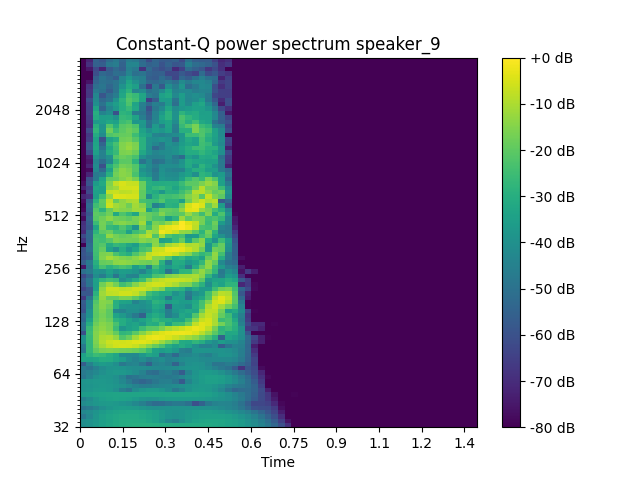 Constant-Q power spectrum speaker_9
Hz
2048
1024
512
256
128
64
32
0 0.15 0.3 0.45 0.6 0.75 0.9 1.1 1.2 1.4
Time
+0 dB
-10 dB
-20 dB
-30 dB
-40 dB
-50 dB
-60 dB
-70 dB
-80 dB